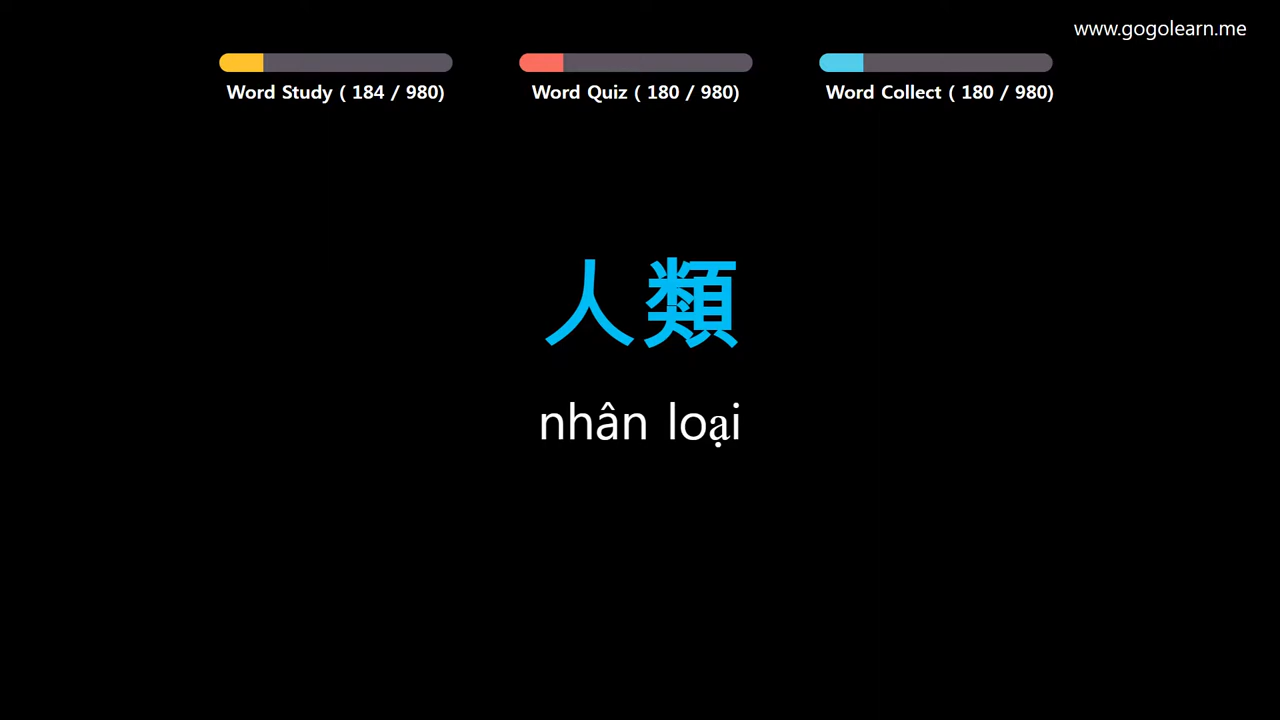 www.gogolearn.me
Word Study ( 184 / 980)
Word Quiz ( 180 / 980)
Word Collect ( 180 / 980)
人類
nhân loại